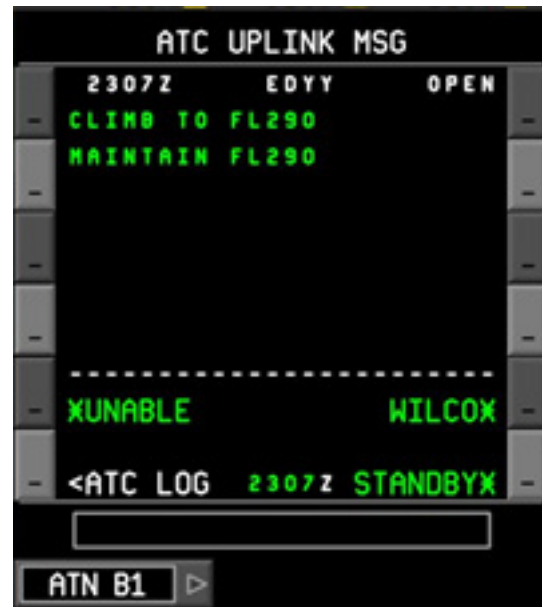 ATC UPLINK MSG
2307Z EDYY OPEN
CLIMB TO FL290
MAINTAIN FL290
--------------------------
*UNABLE WILCO*
<ATC LOG 2307Z STANDBY*
ATN B1